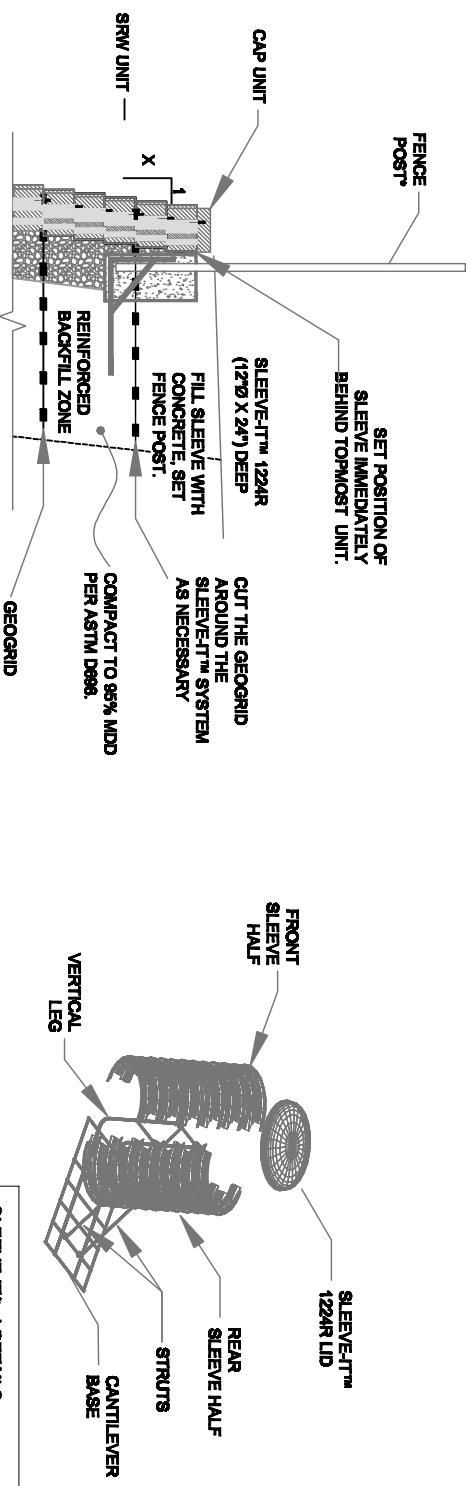 FENCE
POST*
CAP UNIT
SRW UNIT
X
1
SET POSITION OF
SLEEVE IMMEDIATELY
BEHIND TOPMOST UNIT.
SLEEVE-IT™ 1224R
(12"Ø X 24") DEEP
FILL SLEEVE WITH
CONCRETE, SET
FENCE POST.
REINFORCED
BACKFILL ZONE
CUT THE GEOGRID
AROUND THE
SLEEVE-IT™ SYSTEM
AS NECESSARY
COMPACT TO 95% MDD
PER ASTM D698.
GEOGRID
FRONT
SLEEVE
HALF
VERTICAL
LEG
SLEEVE-IT™
1224R LID
REAR
SLEEVE HALF
STRUTS
CANTILEVER
BASE